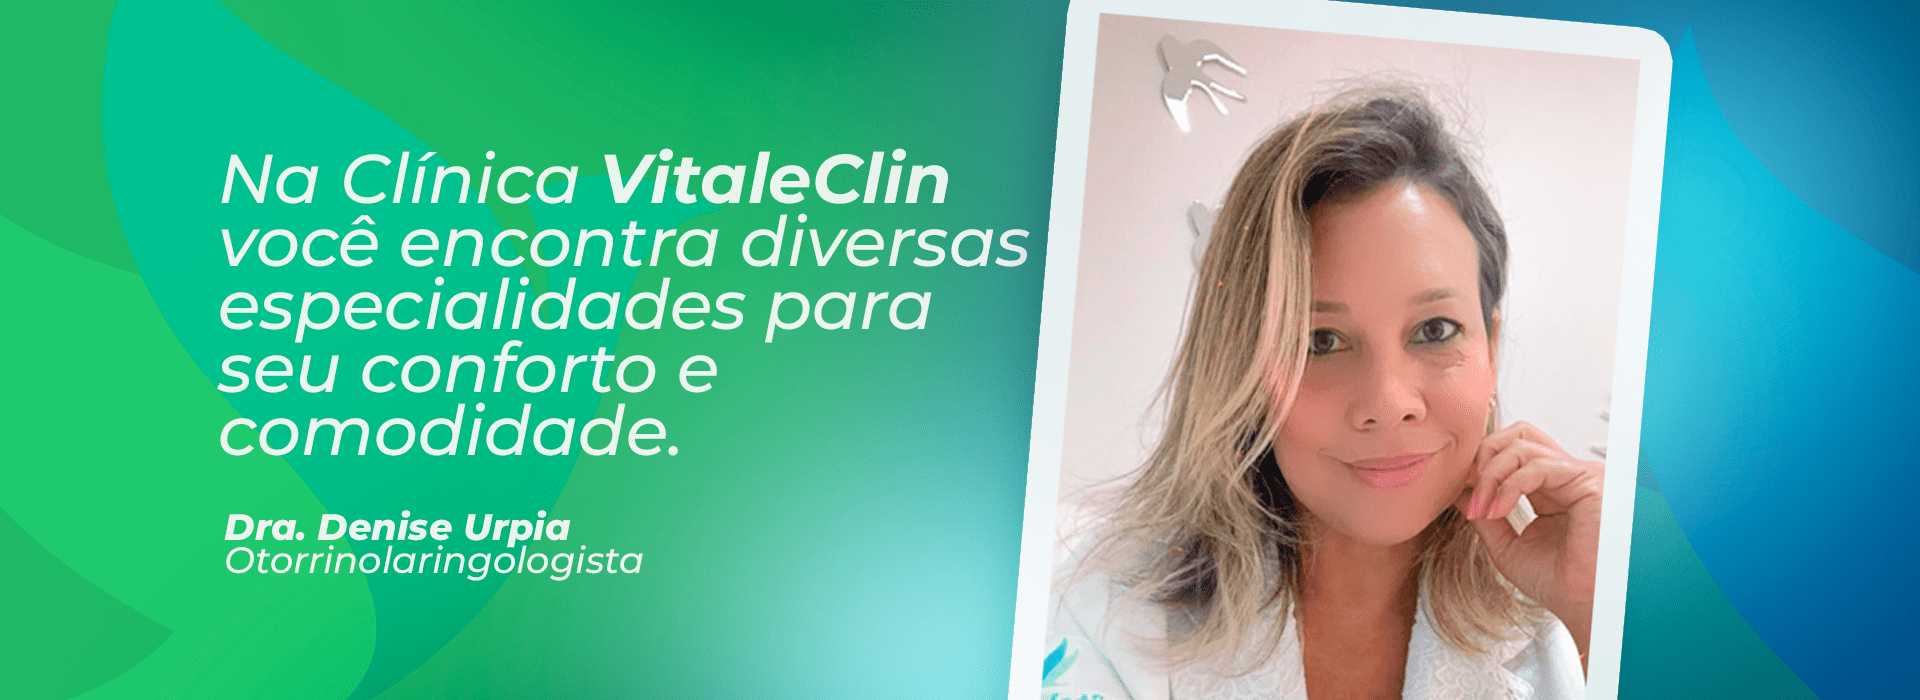 Na Clínica VitaleClin
você encontra diversas
especialidades para
seu conforto e
comodidade.
Dra. Denise Urpia
Otorrinolaringologista